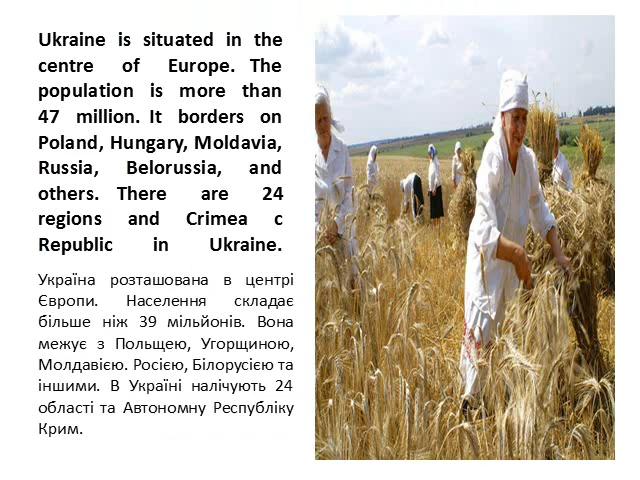 Ukraine is situated in the
centre of Europe. The
population is more than
47 million. It borders on
Poland, Hungary, Moldavia,
Russia, Belorussia, and
others. There are 24
regions and Crimea c
Republic in Ukraine.
Україна розташована в центрі
Європи. Населення складає
більше ніж 39 мільйонів. Вона
межує з Польщею, Угорщиною,
Молдавією. Росією, Білорусією та
іншими. В Україні налічують 24
області та Автономну Республіку
Крим.